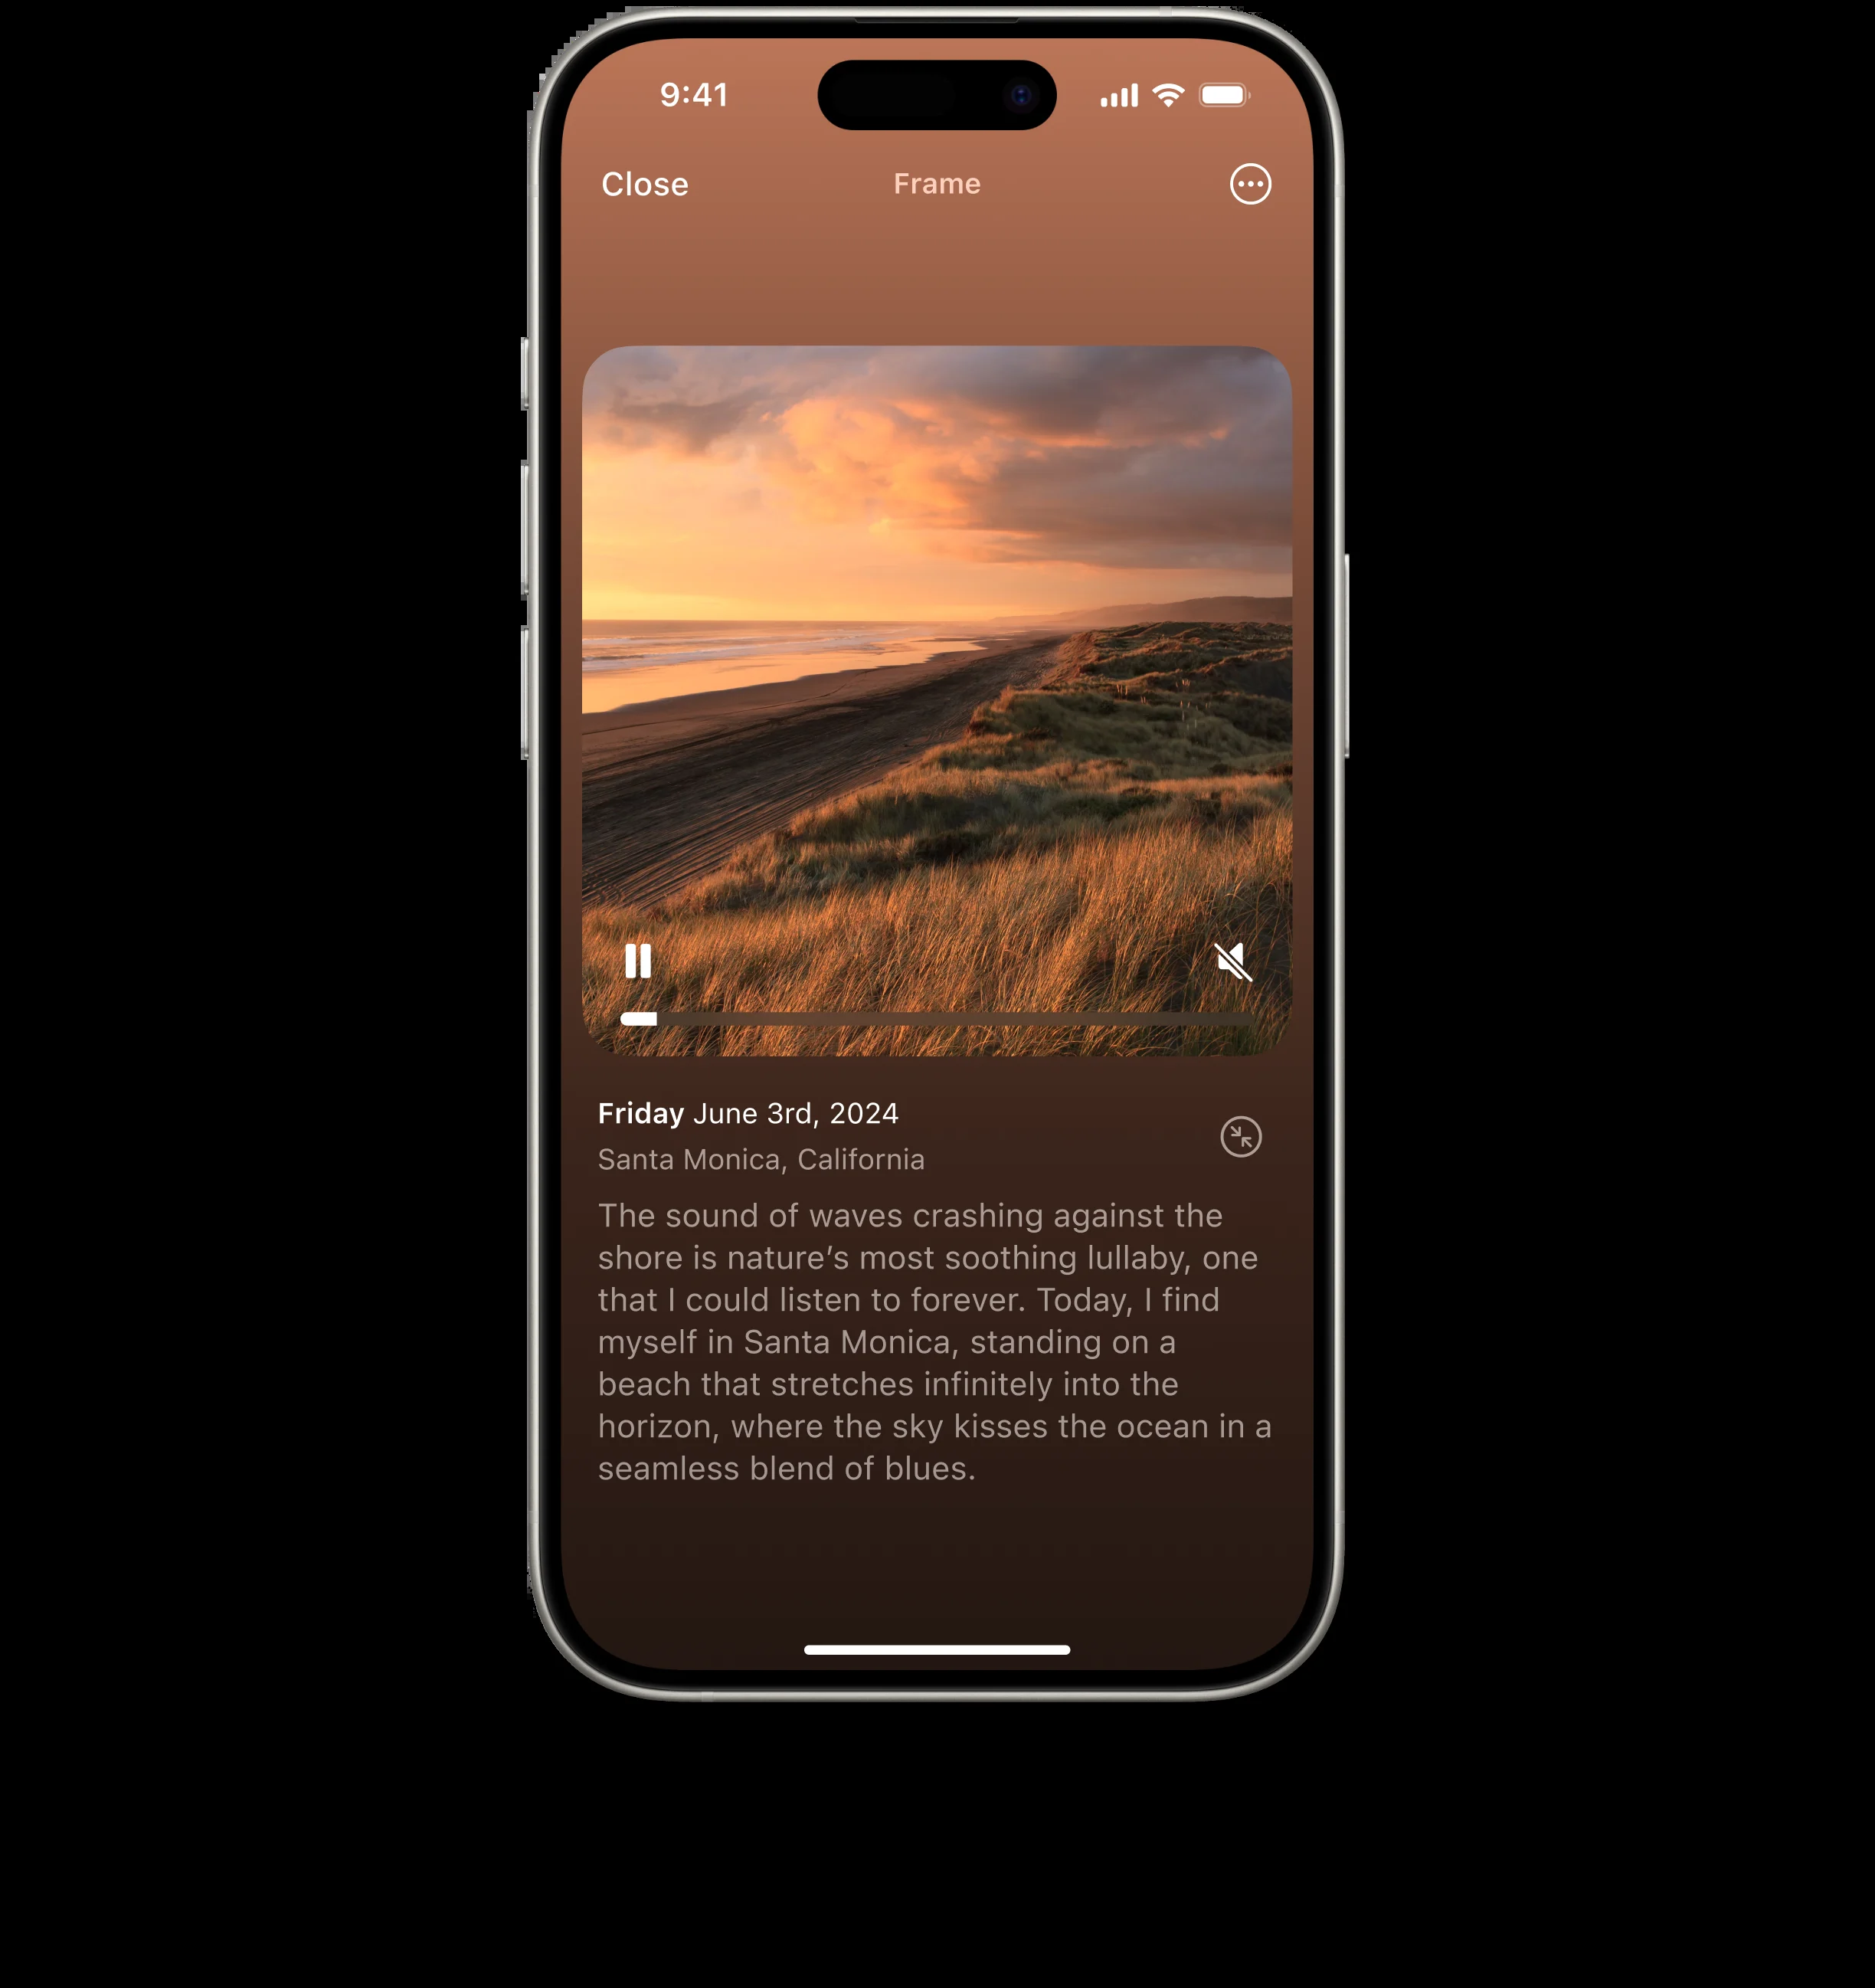 9:41
Close Frame
Friday June 3rd, 2024
Santa Monica, California
The sound of waves crashing against the
shore is nature’s most soothing lullaby, one
that I could listen to forever. Today, I find
myself in Santa Monica, standing on a
beach that stretches infinitely into the
horizon, where the sky kisses the ocean in a
seamless blend of blues.